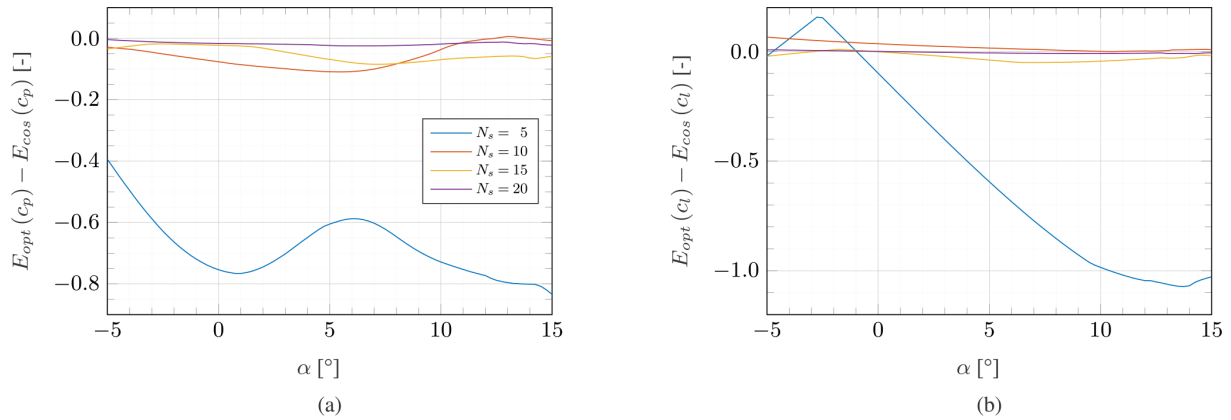 0.0
−0.2
−0.4
−0.6
−0.8
E_opt (c_p) − E_cos (c_p) [-]
N_s = 5
N_s = 10
N_s = 15
N_s = 20
−5 0 5 10 15
α [°]
(a)
0.0
−0.5
−1.0
E_opt (c_l) − E_cos (c_l) [-]
−5 0 5 10 15
α [°]
(b)